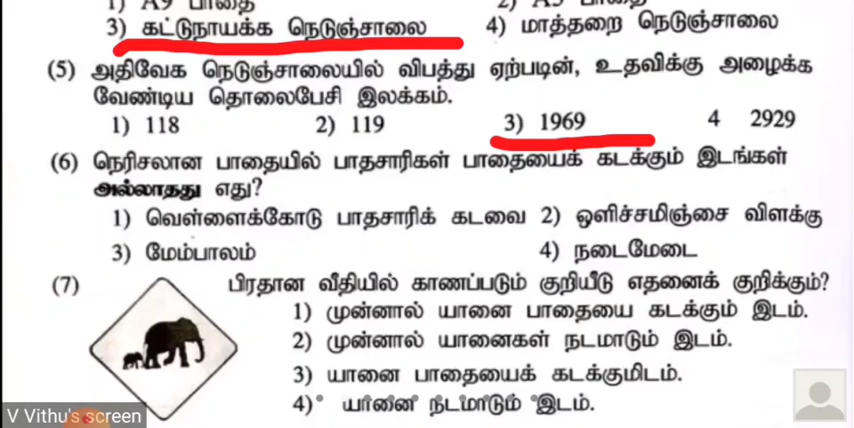 1) A9 பாதை 2) A5 பாதை
3) கட்டுநாயக்க நெடுஞ்சாலை 4) மாத்தறை நெடுஞ்சாலை
(5) அதிவேக நெடுஞ்சாலையில் விபத்து ஏற்படின், உதவிக்கு அழைக்க
வேண்டிய தொலைபேசி இலக்கம்.
1) 118 2) 119 3) 1969 4 2929
(6) நெரிசலான பாதையில் பாதசாரிகள் பாதையைக் கடக்கும் இடங்கள்
அல்லாதது எது?
1) வெள்ளைக்கோடு பாதசாரிக் கடவை 2) ஒளிச்சமிஞ்சை விளக்கு
3) மேம்பாலம் 4) நடைமேடை
(7) பிரதான வீதியில் காணப்படும் குறியீடு எதனைக் குறிக்கும்?
1) முன்னால் யானை பாதையை கடக்கும் இடம்.
2) முன்னால் யானைகள் நடமாடும் இடம்.
3) யானை பாதையைக் கடக்குமிடம்.
4) யானை நடமாடும் இடம்.
V Vithu's screen